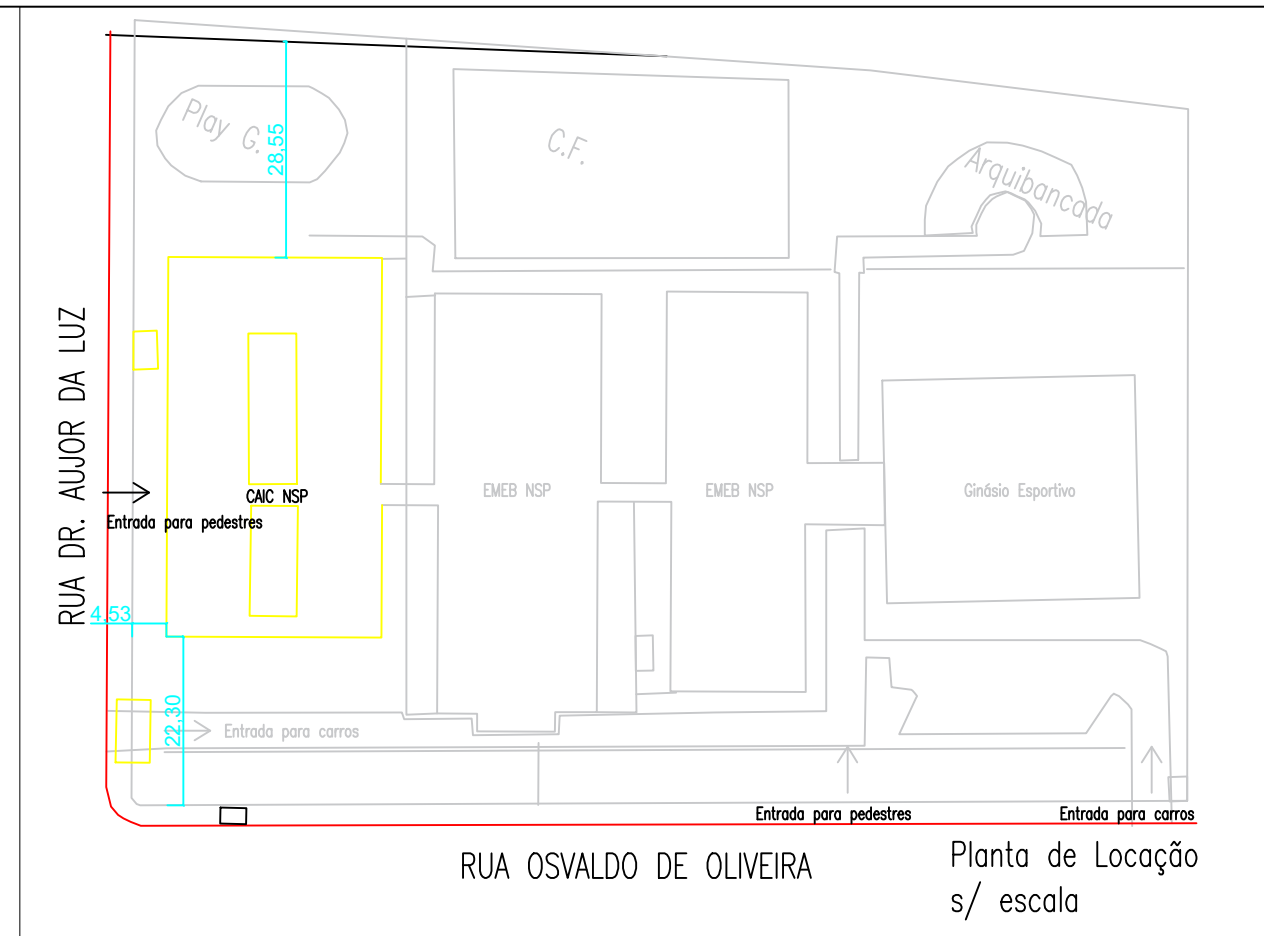 Play G.
28,55
C.F.
Arquibancada
RUA DR. AUJOR DA LUZ
CAIC NSP
EMEB NSP
EMEB NSP
Ginásio Esportivo
Entrada para pedestres
4,53
22,30
Entrada para carros
Entrada para pedestres
Entrada para carros
RUA OSVALDO DE OLIVEIRA
Planta de Locação
s/ escala